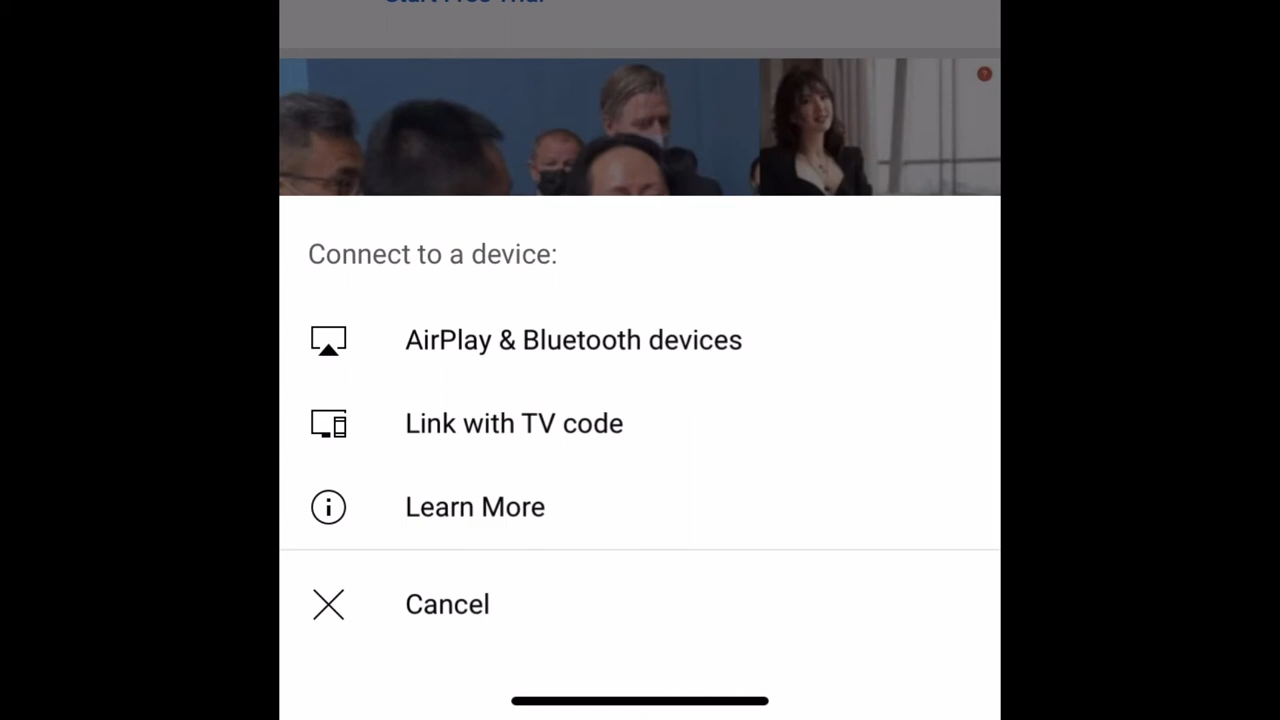 Start Free Trial
Connect to a device:
AirPlay & Bluetooth devices
Link with TV code
Learn More
Cancel